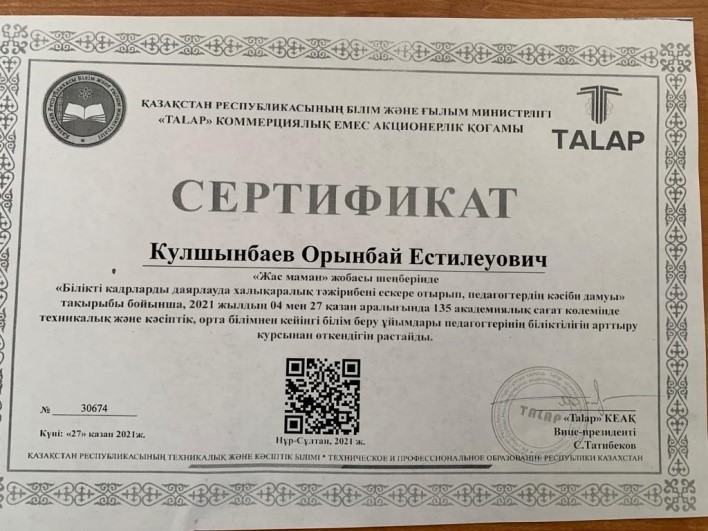 ҚАЗАҚСТАН РЕСПУБЛИКАСЫНЫҢ БІЛІМ ЖӘНЕ ҒЫЛЫМ МИНИСТРЛІГІ
«TALAP» КОММЕРЦИЯЛЫҚ ЕМЕС АКЦИОНЕРЛІК ҚОҒАМЫ
TALAP
СЕРТИФИКАТ
Кулшынбаев Орынбай Естилеуович
«Жас маман» жобасы шеңберінде
«Білікті кадрларды даярлауда халықаралық тәжірибені ескере отырып, педагогтердің кәсіби дамуы»
тақырыбы бойынша, 2021 жылдың 04 мен 27 қазан аралығында 135 академиялық сағат көлемінде
техникалық және кәсіптік, орта білімнен кейінгі білім беру ұйымдары педагогтерінің біліктілігін арттыру
курсынан өткендігін растайды.
№ 30674
Күні: «27» қазан 2021ж.
Нұр-Сұлтан, 2021 ж.
TALAP
«Talap» КЕАҚ
Вице-президенті
С.Татибеков
ҚАЗАҚСТАН РЕСПУБЛИКАСЫНЫҢ ТЕХНИКАЛЫҚ ЖӘНЕ КӘСІПТІК БІЛІМІ * ТЕХНИЧЕСКОЕ И ПРОФЕССИОНАЛЬНОЕ ОБРАЗОВАНИЕ РЕСПУБЛИКИ КАЗАХСТАН